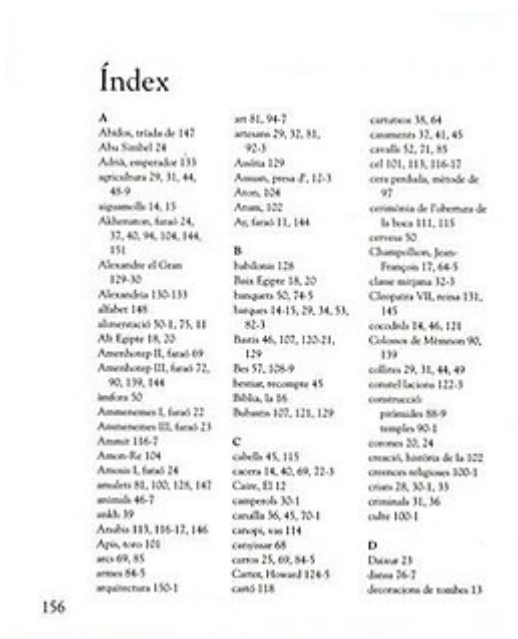 Índex
A
Abidos, tríada de 147
Abu Simbel 24
Adrià, emperador 133
agricultura 29, 31, 44,
48-9
aiguamolls 14, 15
Akhenaton, faraó 24,
37, 40, 94, 104, 144,
151
Alexandre el Gran
129-30
Alexandria 130-133
alfabet 148
alimentació 50-1, 75, 81
Alt Egipte 18, 20
Amenhotep II, faraó 69
Amenhotep III, faraó 72,
90, 139, 144
àmfora 50
Ammenemes I, faraó 22
Ammenemes III, faraó 23
Ammit 116-7
Amon-Re 104
Amosis I, faraó 24
amulets 81, 100, 128, 147
animals 46-7
ankh 39
Anubis 113, 116-17, 146
Apis, toro 101
arcs 69, 85
armes 84-5
arquitectura 150-1
art 81, 94-7
artesans 29, 32, 81,
92-3
Assíria 129
Assuan, presa d', 12-3
Aton, 104
Atum, 102
Ay, faraó 11, 144
B
babilonis 128
Baix Egipte 18, 20
banquets 50, 74-5
barques 14-15, 29, 34, 53,
82-3
Bastis 46, 107, 120-21,
129
Bes 57, 108-9
bestiar, recompte 45
Bíblia, la 16
Bubastis 107, 121, 129
C
cabells 45, 115
cacera 14, 40, 69, 72-3
Caire, El 12
camperols 30-1
canalla 36, 45, 70-1
canopi, vas 114
canyissar 68
carros 25, 69, 84-5
Carter, Howard 124-5
cartó 118
cartutxos 38, 64
casaments 37, 41, 45
cavalls 52, 71, 85
cel 101, 113, 116-17
cera perduda, mètode de
97
cerimònia de l'obertura de
la boca 111, 115
cervesa 50
Champollion, Jean-
François 17, 64-5
classe mitjana 32-3
Cleopatra VII, reina 131,
145
cocodrils 14, 46, 121
Colossos de Mèmnon 90,
139
collites 29, 31, 44, 49
constel·lacions 122-3
construcció:
piràmides 88-9
temples 90-1
corones 20, 24
creació, història de la 102
creences religioses 100-1
criats 28, 30-1, 33
criminals 31, 36
culte 100-1
D
Daixur 23
dansa 76-7
decoracions de tombes 13
156